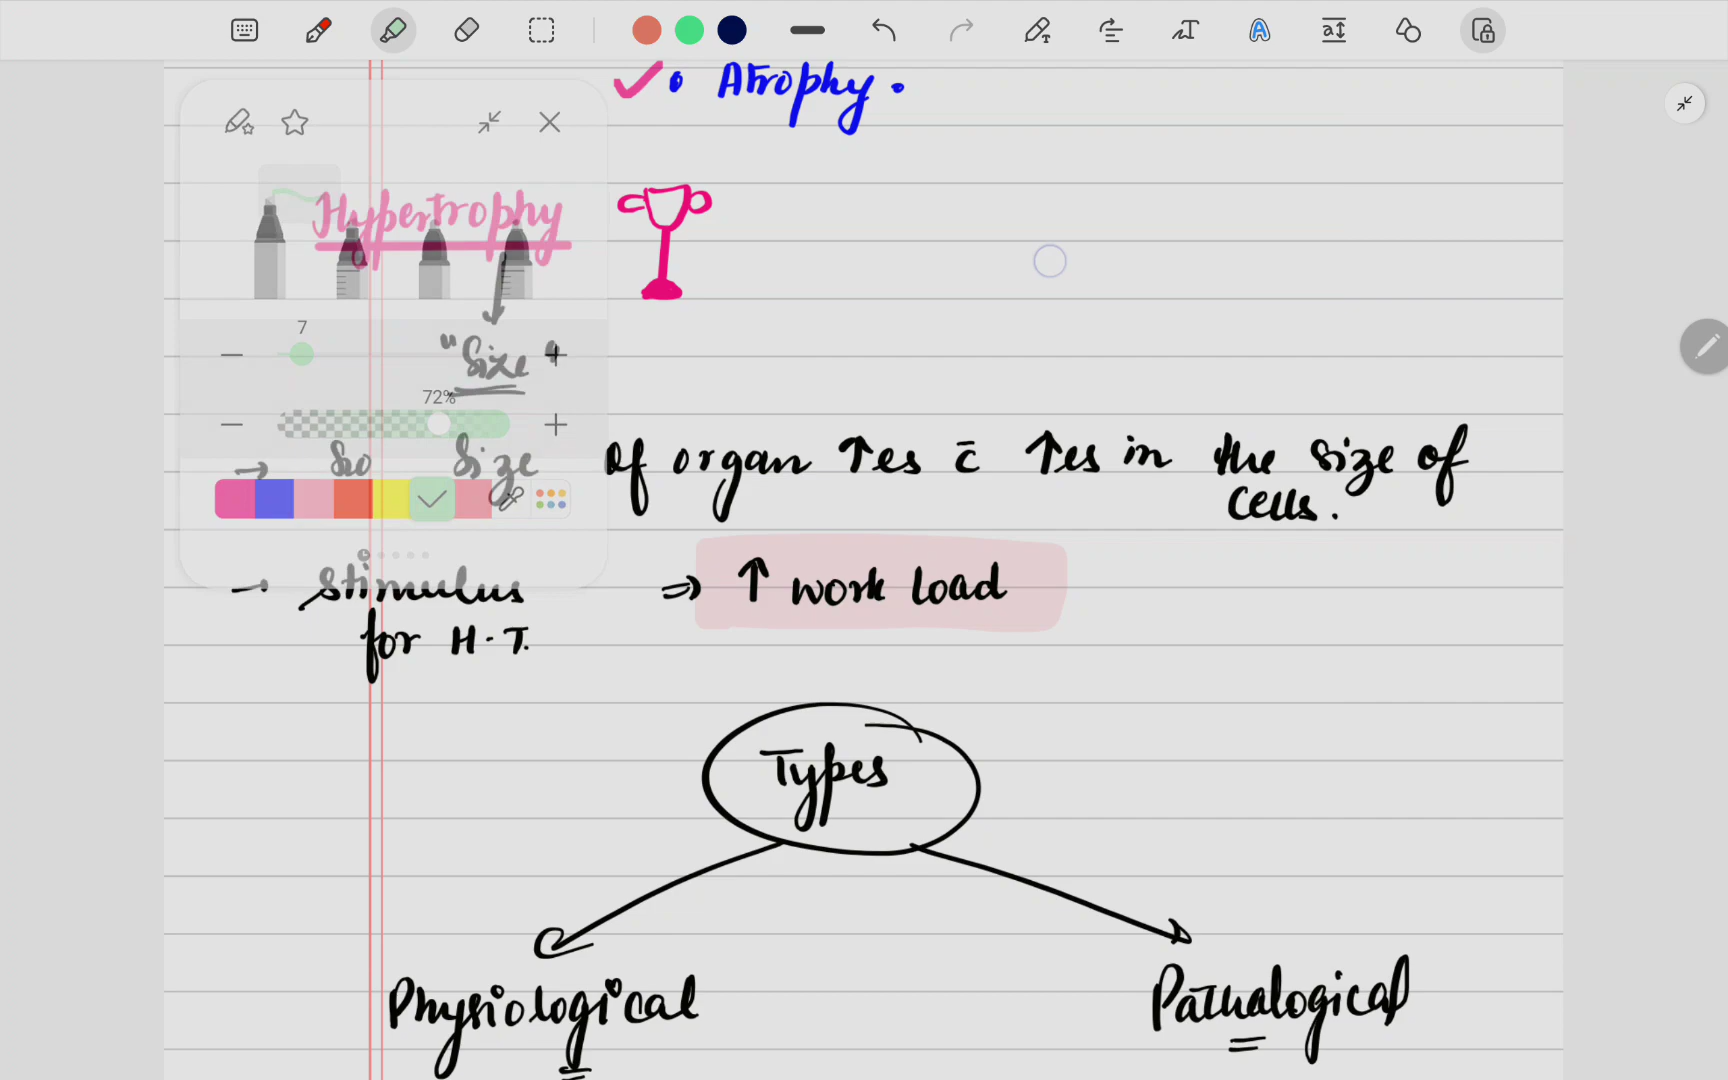 • Atrophy.
Hypertrophy
7
"Size"
72%
→ So Size of organ ↑es c̄ ↑es in the size of
cells.
→ stimulus ⇒ ↑ work load
for H.T.
Types
Physiological Pathalogical